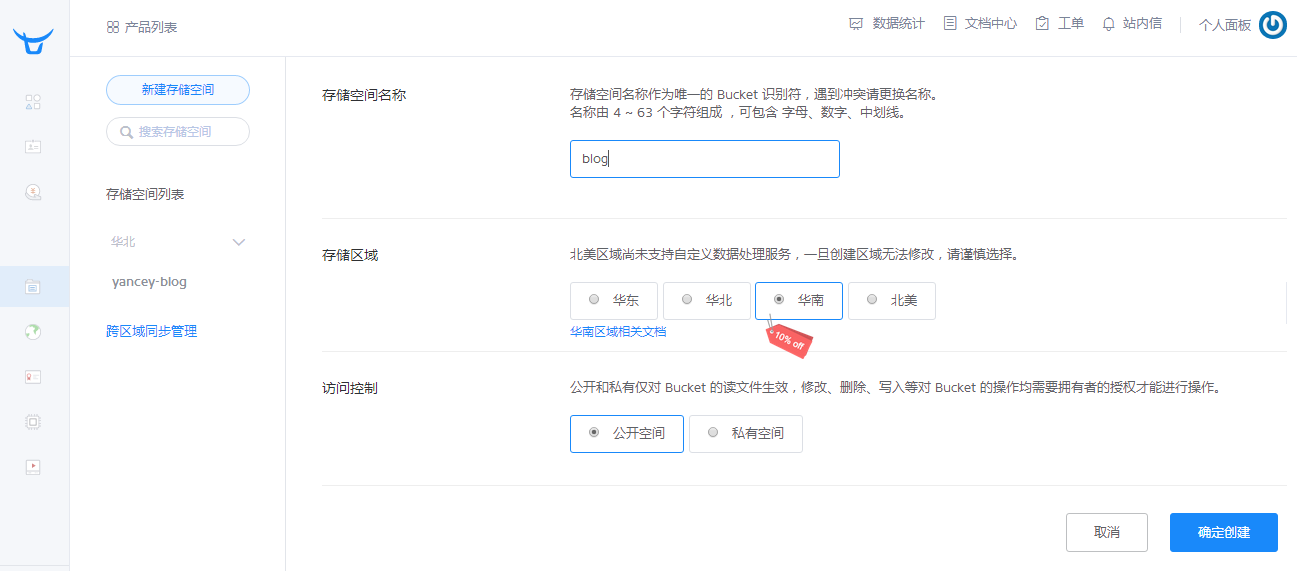 产品列表
数据统计
文档中心
工单
站内信
个人面板
新建存储空间
搜索存储空间
存储空间列表
华北
yancey-blog
跨区域同步管理
存储空间名称
存储空间名称作为唯一的 Bucket 识别符，遇到冲突请更换名称。
名称由 4 ~ 63 个字符组成 ，可包含 字母、数字、中划线。
blog
存储区域
北美区域尚未支持自定义数据处理服务，一旦创建区域无法修改，请谨慎选择。
华东
华北
华南
北美
10% off
华南区域相关文档
访问控制
公开和私有仅对 Bucket 的读文件生效，修改、删除、写入等对 Bucket 的操作均需要拥有者的授权才能进行操作。
公开空间
私有空间
取消
确定创建